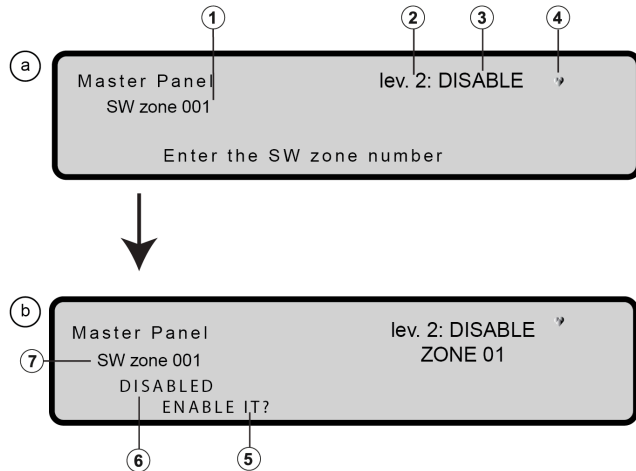 1 2 3 4
a
Master Panel lev. 2: DISABLE
SW zone 001
Enter the SW zone number
b
Master Panel lev. 2: DISABLE
7 SW zone 001 ZONE 01
DISABLED
ENABLE IT?
6 5